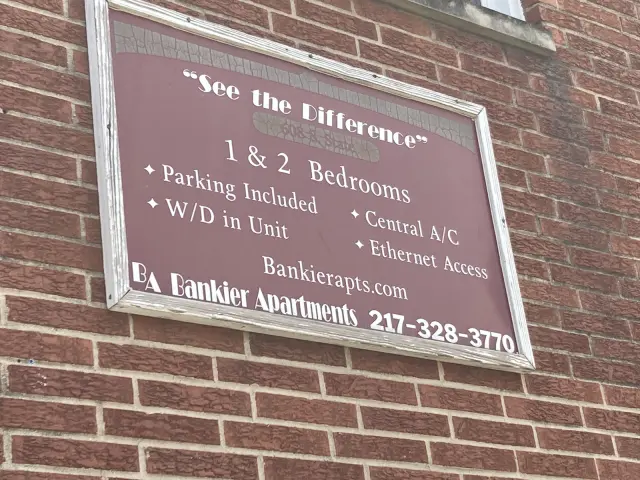 “See the Difference”
1 & 2 Bedrooms
Parking Included
Central A/C
W/D in Unit
Ethernet Access
Bankierapts.com
BA Bankier Apartments 217-328-3770